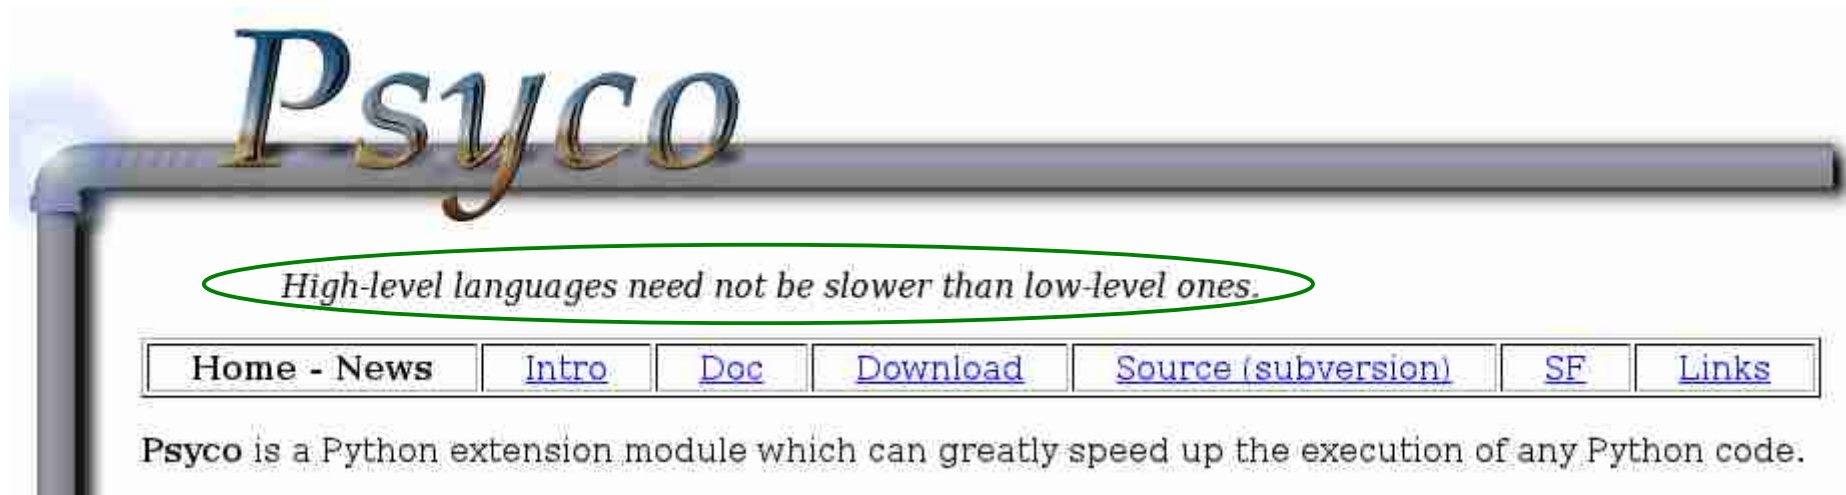 Psyco
High-level languages need not be slower than low-level ones.
Home - News Intro Doc Download Source (subversion) SF Links
Psyco is a Python extension module which can greatly speed up the execution of any Python code.